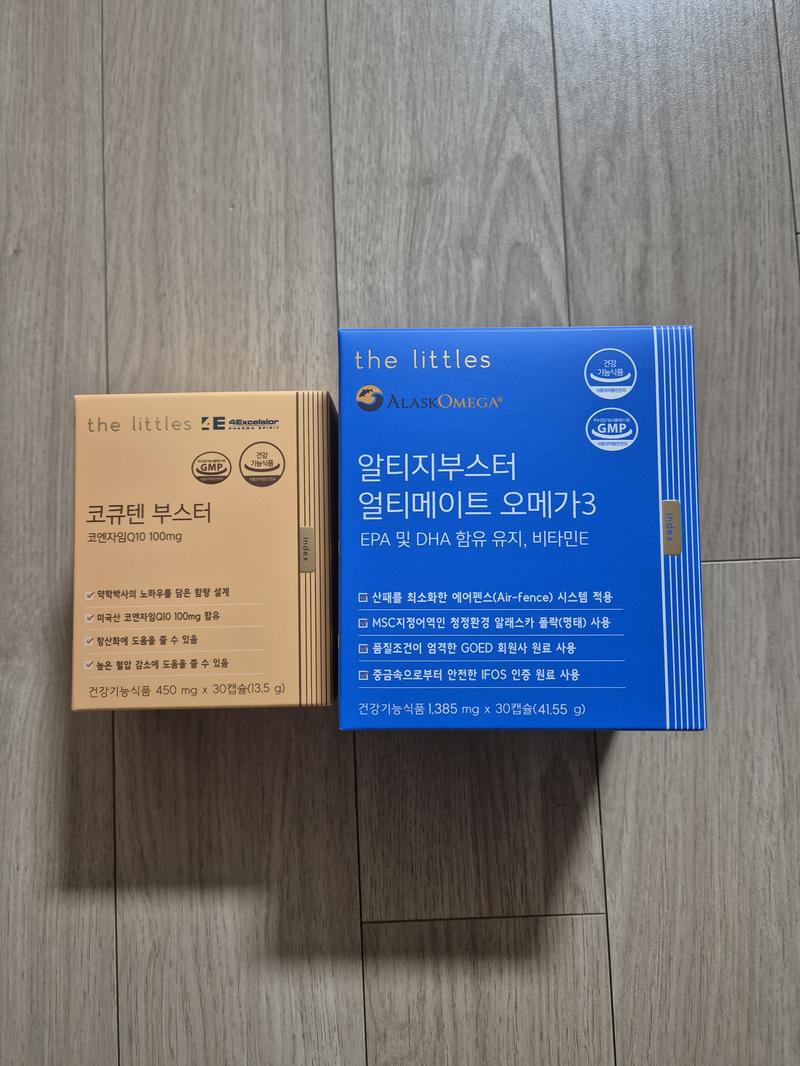 the littles 4E 4Excelsior
PHARMA SPIRIT
GMP
건강
기능식품
코큐텐 부스터
코엔자임Q10 100mg
index
약학박사의 노하우를 담은 함량 설계
미국산 코엔자임Q10 100mg 함유
항산화에 도움을 줄 수 있음
높은 혈압 감소에 도움을 줄 수 있음
건강기능식품 450 mg x 30캡슐(13.5 g)
the littles
ALASKOMEGA®
건강
기능식품
GMP
알티지부스터
얼티메이트 오메가3
EPA 및 DHA 함유 유지, 비타민E
index
산패를 최소화한 에어펜스(Air-fence) 시스템 적용
MSC지정어역인 청정환경 알래스카 폴락(명태) 사용
품질조건이 엄격한 GOED 회원사 원료 사용
중금속으로부터 안전한 IFOS 인증 원료 사용
건강기능식품 1,385 mg x 30캡슐(41.55 g)